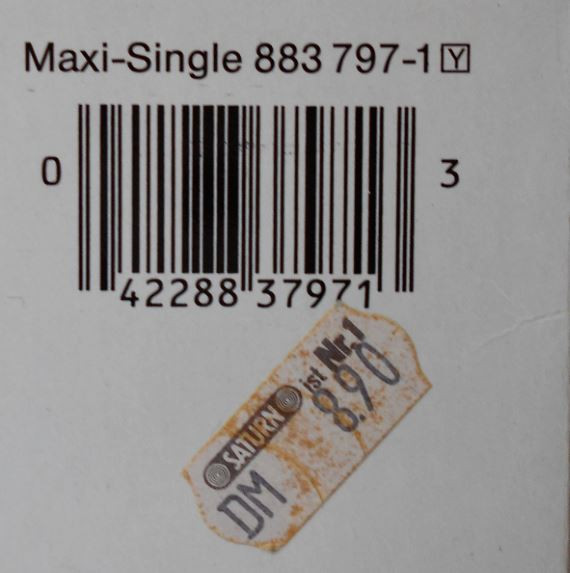 Maxi-Single 883 797-1 Y
0 42288 37971 3
SATURN ist Nr.1
DM 8.90